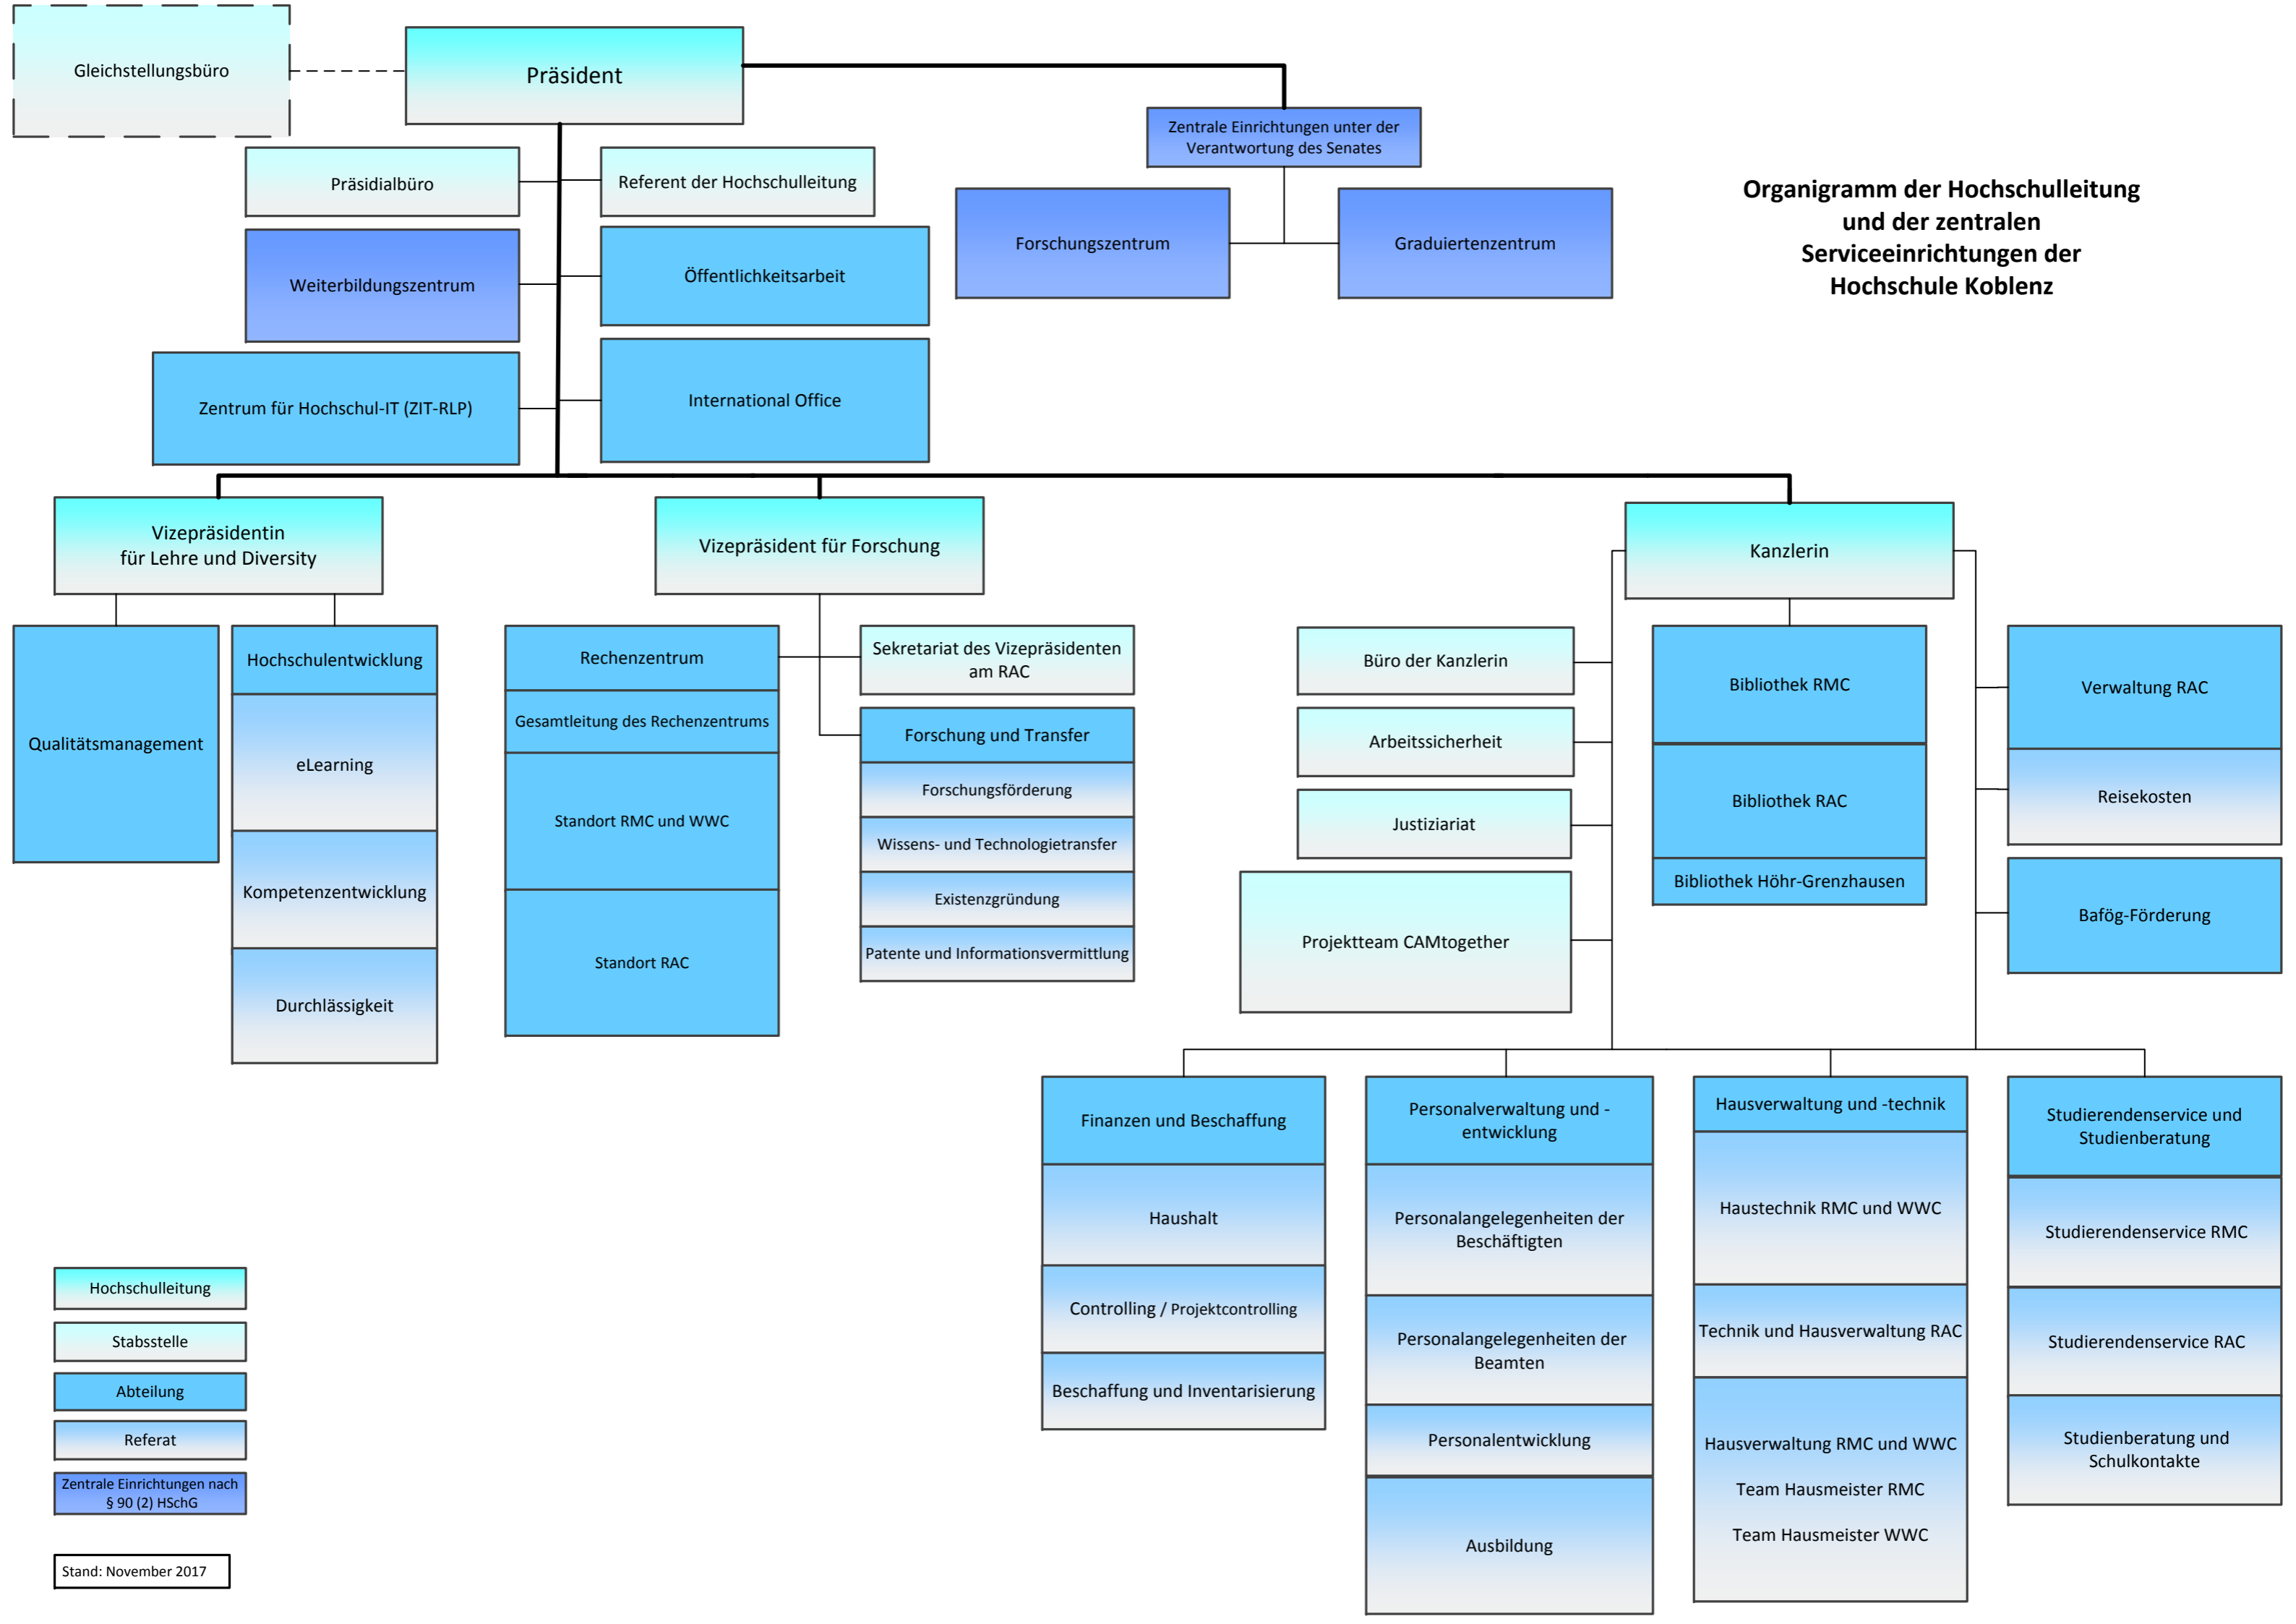 Gleichstellungsbüro
Präsident
Zentrale Einrichtungen unter der
Verantwortung des Senates
Präsidialbüro
Referent der Hochschulleitung
Forschungszentrum
Graduiertenzentrum
Organigramm der Hochschulleitung
und der zentralen
Serviceeinrichtungen der
Hochschule Koblenz
Weiterbildungszentrum
Öffentlichkeitsarbeit
Zentrum für Hochschul-IT (ZIT-RLP)
International Office
Vizepräsidentin
für Lehre und Diversity
Vizepräsident für Forschung
Kanzlerin
Qualitätsmanagement
Hochschulentwicklung
eLearning
Kompetenzentwicklung
Durchlässigkeit
Rechenzentrum
Gesamtleitung des Rechenzentrums
Standort RMC und WWC
Standort RAC
Sekretariat des Vizepräsidenten
am RAC
Forschung und Transfer
Forschungsförderung
Wissens- und Technologietransfer
Existenzgründung
Patente und Informationsvermittlung
Büro der Kanzlerin
Arbeitssicherheit
Justiziariat
Projektteam CAMtogether
Bibliothek RMC
Bibliothek RAC
Bibliothek Höhr-Grenzhausen
Verwaltung RAC
Reisekosten
Bafög-Förderung
Finanzen und Beschaffung
Haushalt
Controlling / Projektcontrolling
Beschaffung und Inventarisierung
Personalverwaltung und -
entwicklung
Personalangelegenheiten der
Beschäftigten
Personalangelegenheiten der
Beamten
Personalentwicklung
Ausbildung
Hausverwaltung und -technik
Haustechnik RMC und WWC
Technik und Hausverwaltung RAC
Hausverwaltung RMC und WWC
Team Hausmeister RMC
Team Hausmeister WWC
Studierendenservice und
Studienberatung
Studierendenservice RMC
Studierendenservice RAC
Studienberatung und
Schulkontakte
Hochschulleitung
Stabsstelle
Abteilung
Referat
Zentrale Einrichtungen nach
§ 90 (2) HSchG
Stand: November 2017